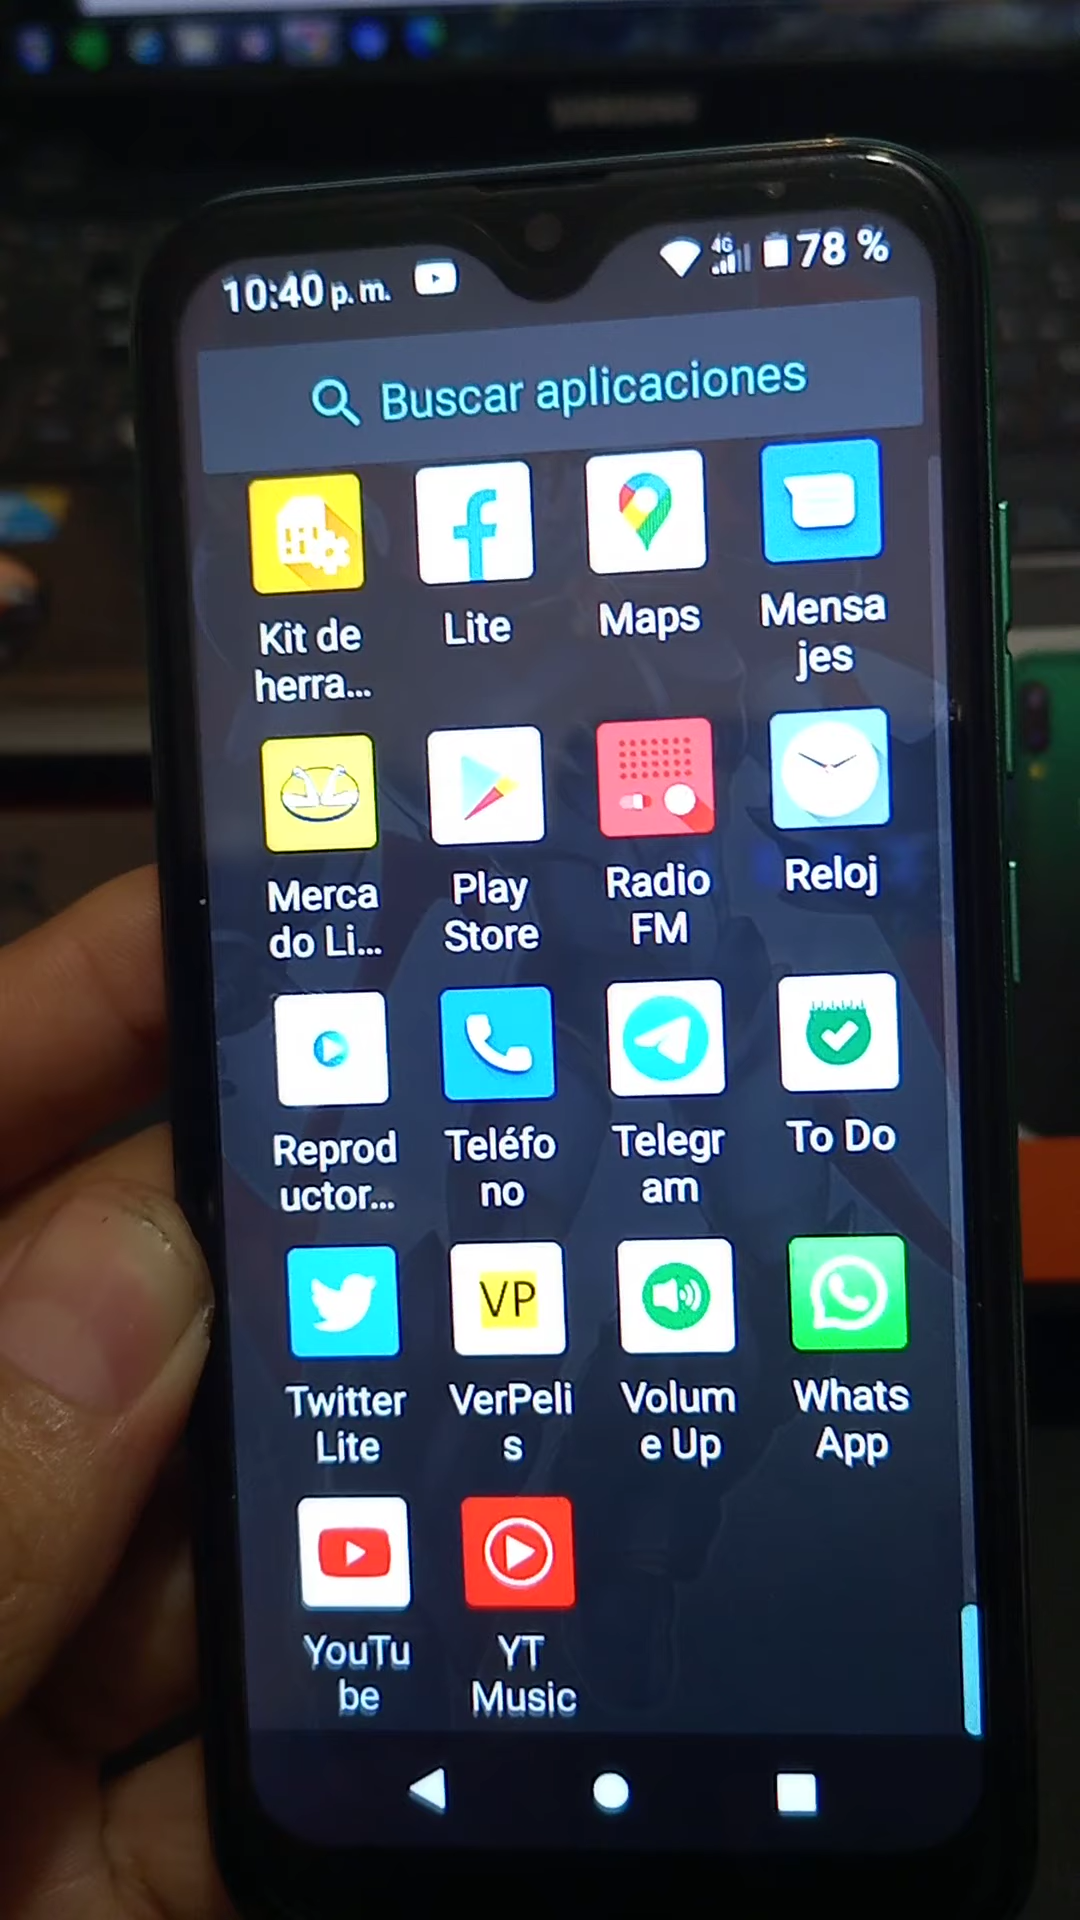 SAMSUNG
10:40 p. m.
4G
78 %
Buscar aplicaciones
Kit de
herra...
Lite
Maps
Mensa
jes
Merca
do Li...
Play
Store
Radio
FM
Reloj
Reprod
uctor...
Teléfo
no
Telegr
am
To Do
VP
Twitter
Lite
VerPeli
s
Volum
e Up
Whats
App
YouTu
be
YT
Music